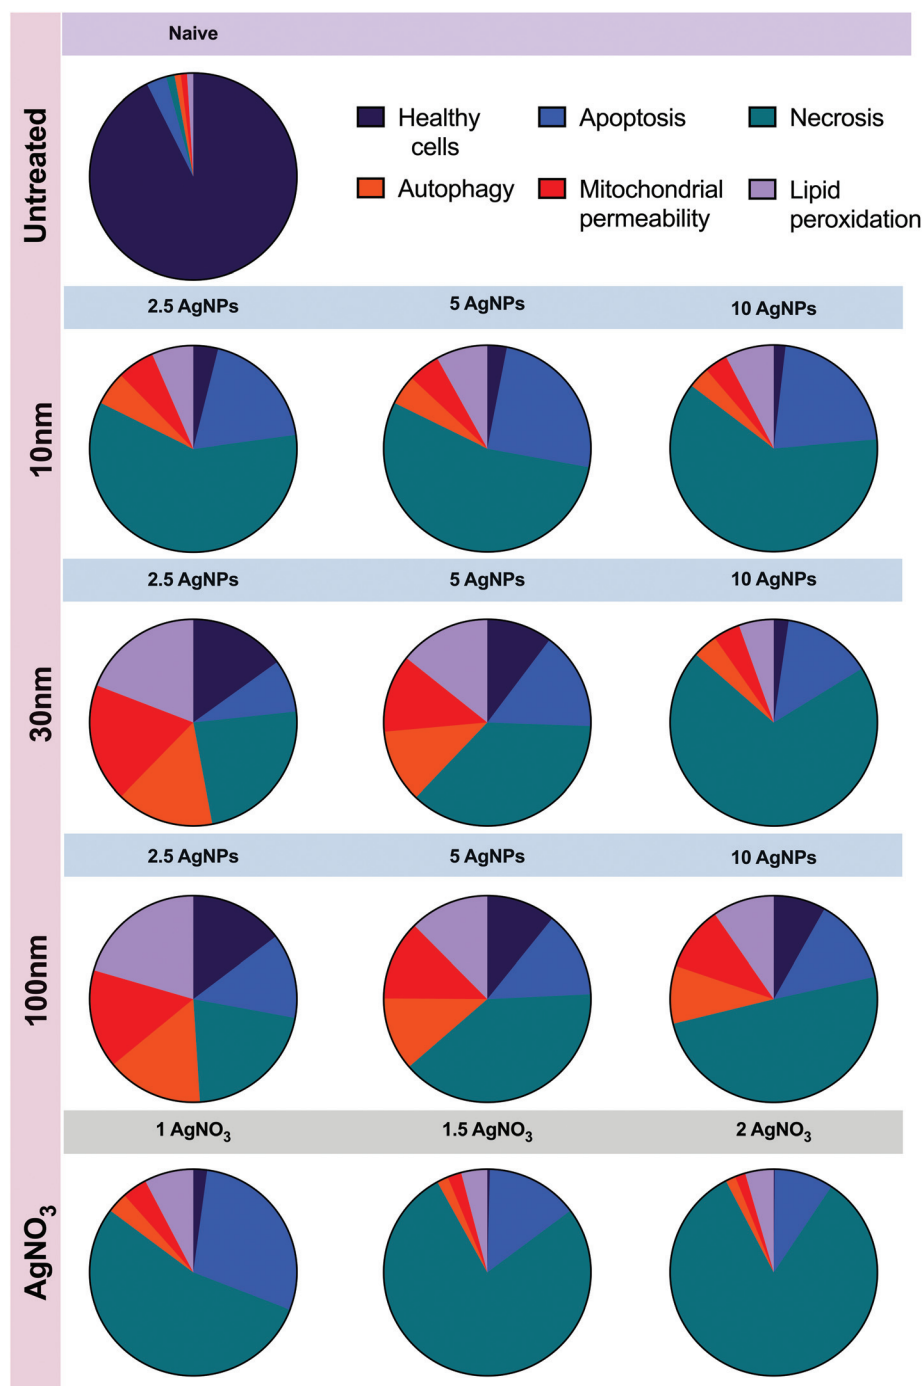 Naive
Untreated
Healthy
cells
Apoptosis
Necrosis
Autophagy
Mitochondrial
permeability
Lipid
peroxidation
10nm
2.5 AgNPs
5 AgNPs
10 AgNPs
30nm
2.5 AgNPs
5 AgNPs
10 AgNPs
100nm
2.5 AgNPs
5 AgNPs
10 AgNPs
AgNO₃
1 AgNO₃
1.5 AgNO₃
2 AgNO₃